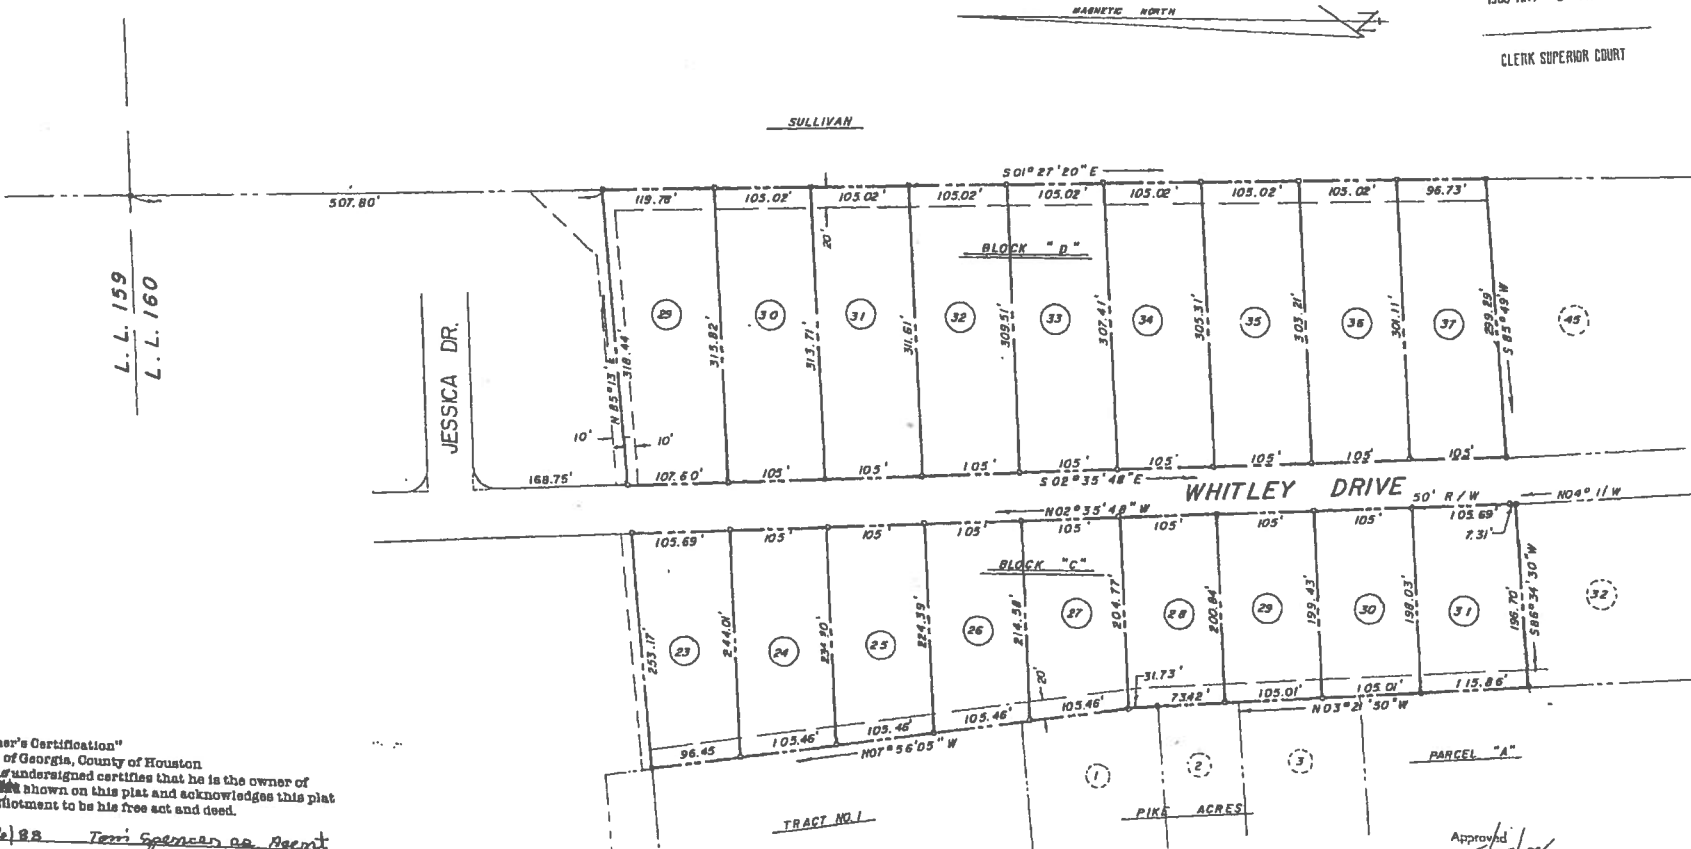 MAGNETIC NORTH
CLERK SUPERIOR COURT
SULLIVAN
S 01° 27' 20" E
507.80'
119.78'
105.02'
105.02'
105.02'
105.02'
105.02'
105.02'
105.02'
96.73'
20'
BLOCK "D"
L. L. 159
L. L. 160
JESSICA DR.
29
30
31
32
33
34
35
36
37
45
N 85° 13' E
318.44'
315.82'
313.71'
311.61'
309.51'
307.41'
305.31'
303.21'
301.11'
299.29'
S 85° 49' W
10'
10'
168.75'
107.60'
105'
105'
105'
105'
105'
105'
105'
105'
S 02° 35' 48" E
WHITLEY DRIVE
50' R/W
N04° 11' W
N02° 35' 48" W
105.69'
105'
105'
105'
105'
105'
105'
105'
105.69'
7.31'
BLOCK "C"
23
24
25
26
27
28
29
30
31
32
253.17'
244.01'
224.39'
214.58'
204.77'
200.84'
199.43'
198.03'
196.70'
S86° 34' 30" W
20'
31.73'
96.45
105.46'
105.46'
105.46'
105.46'
73.42'
105.01'
105.01'
115.86'
N07° 56' 05" W
N03° 21' 50" W
1
2
3
PARCEL "A"
TRACT NO. 1
PIKE ACRES
er's Certification"
of Georgia, County of Houston
undersigned certifies that he is the owner of
shown on this plat and acknowledges this plat
allotment to be his free act and deed.
88 Tom Spencer as Agent
Approved